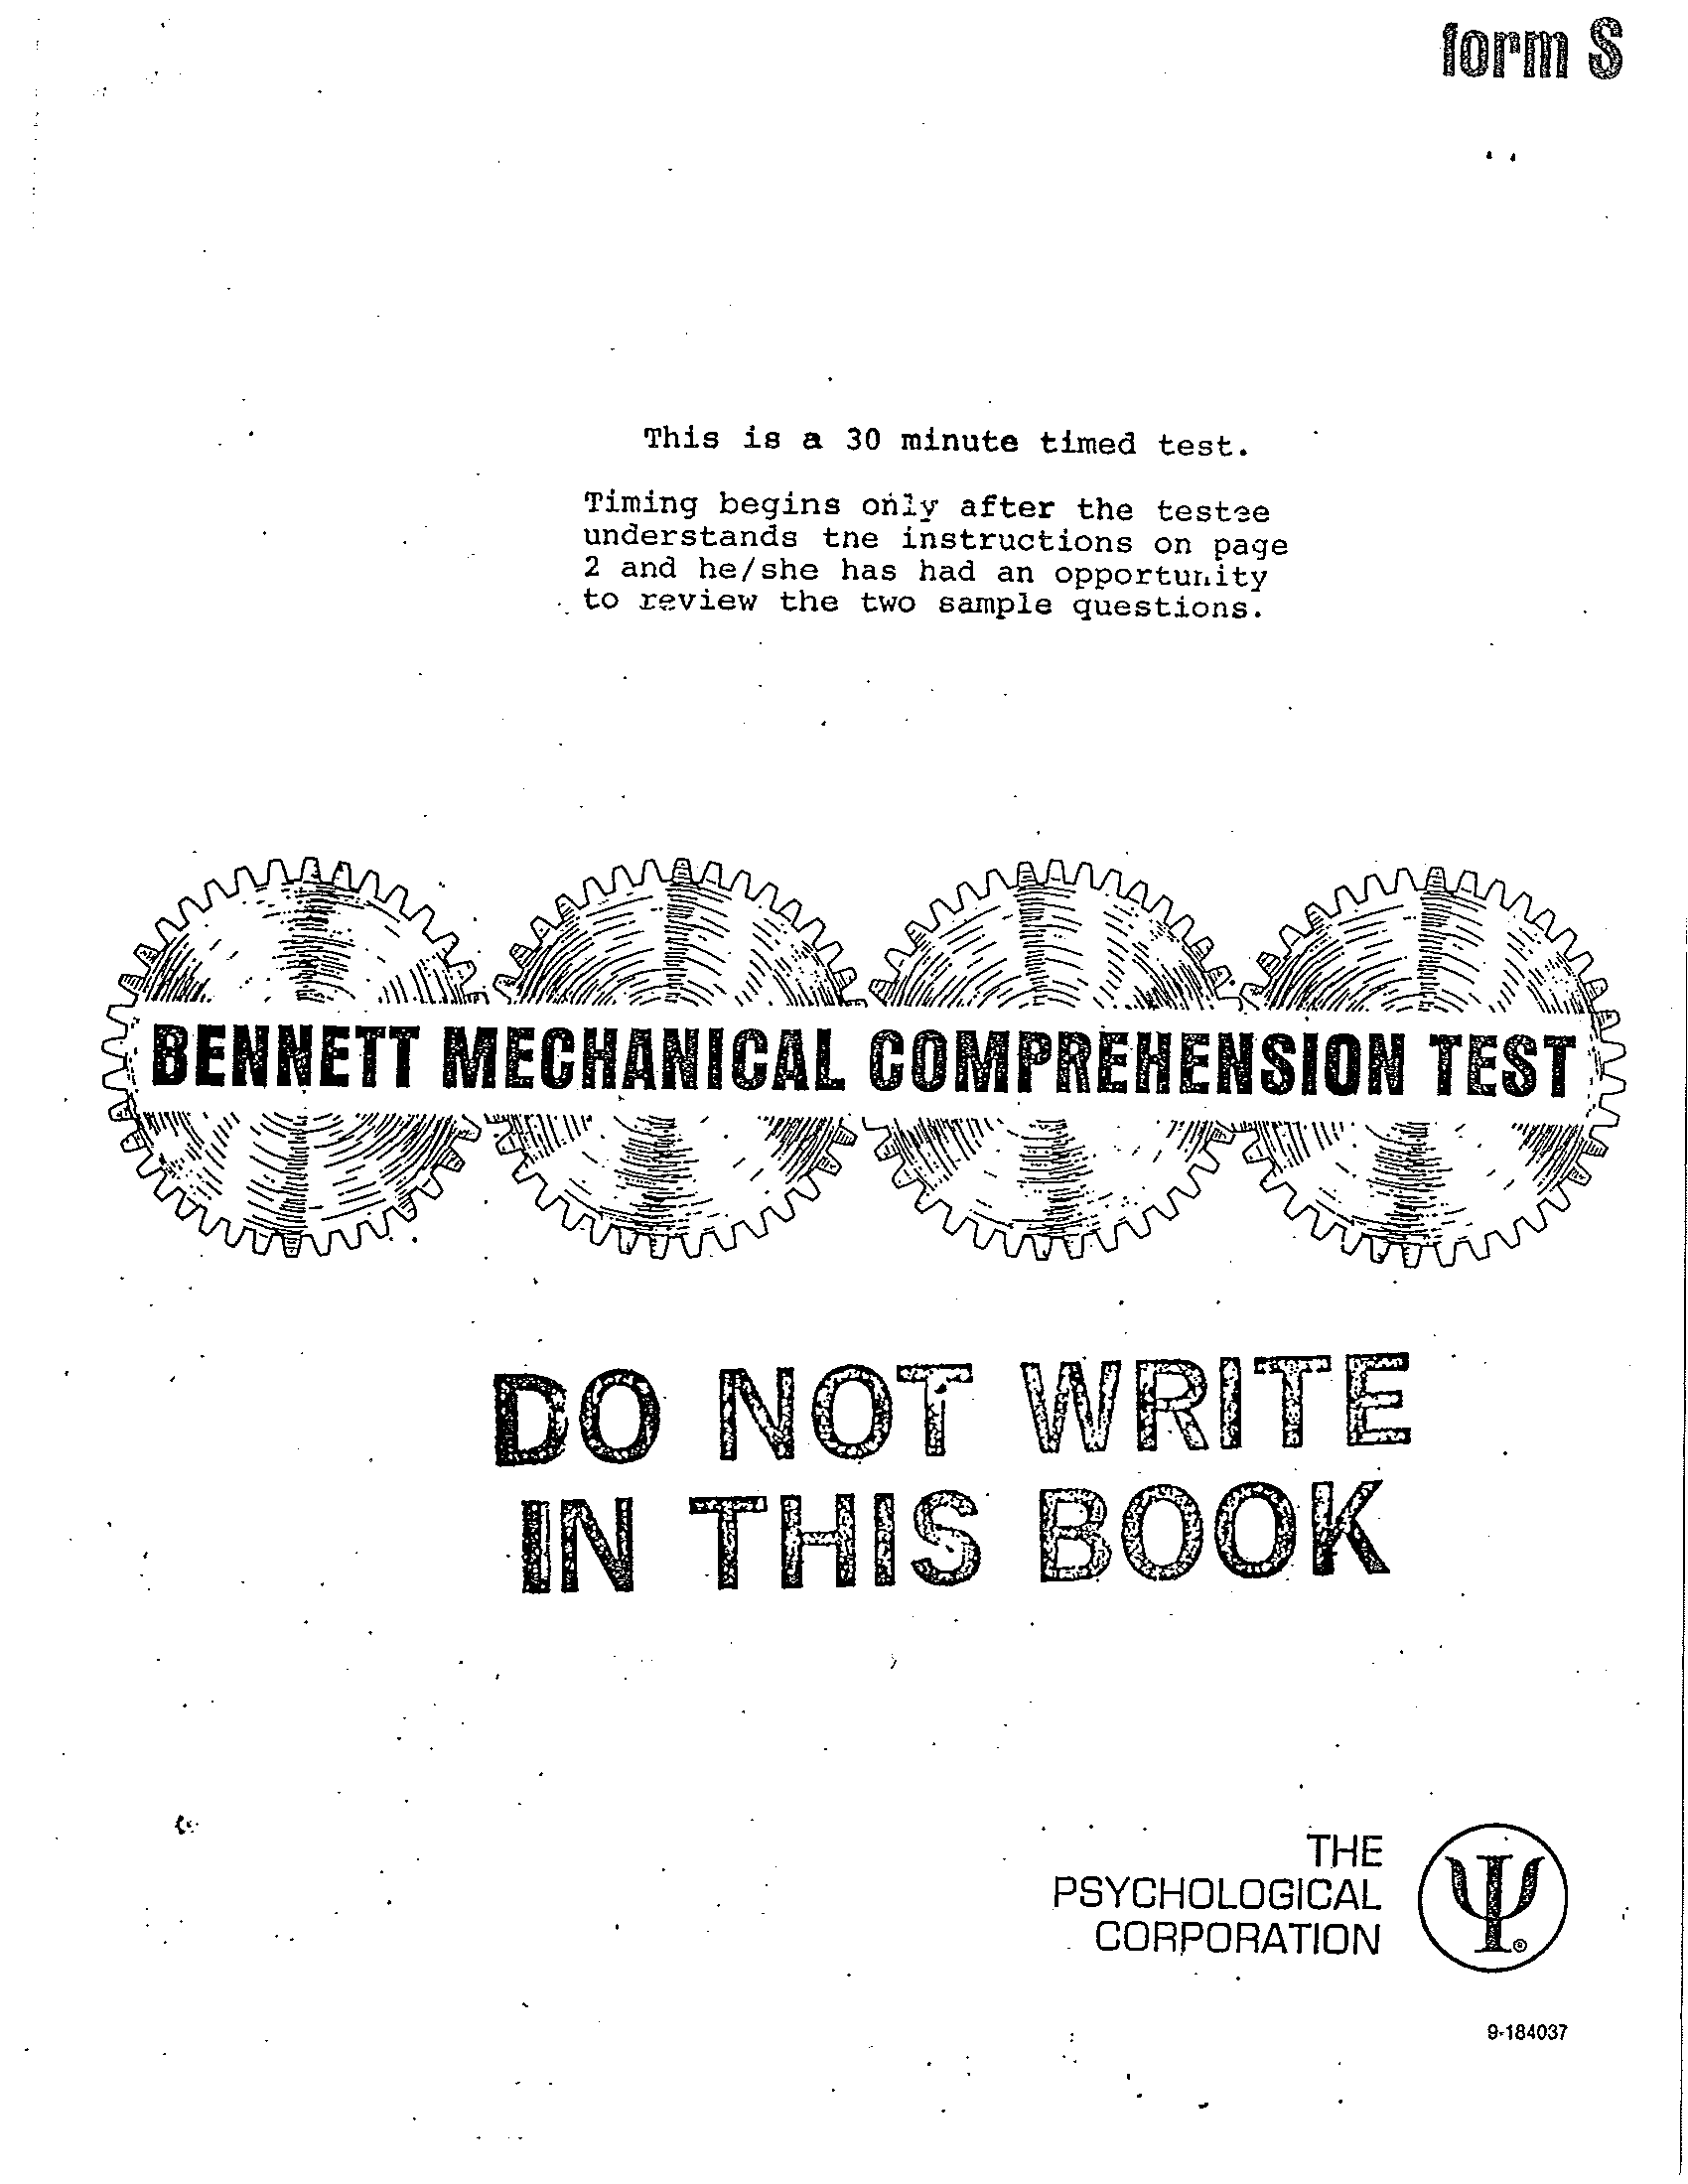 form S
This is a 30 minute timed test.
Timing begins only after the testee
understands tne instructions on page
2 and he/she has had an opportunity
to review the two sample questions.
BENNETT MECHANICAL COMPREHENSION TEST
DO NOT WRITE
IN THIS BOOK
THE
PSYCHOLOGICAL
CORPORATION
Ψ®
9-184037